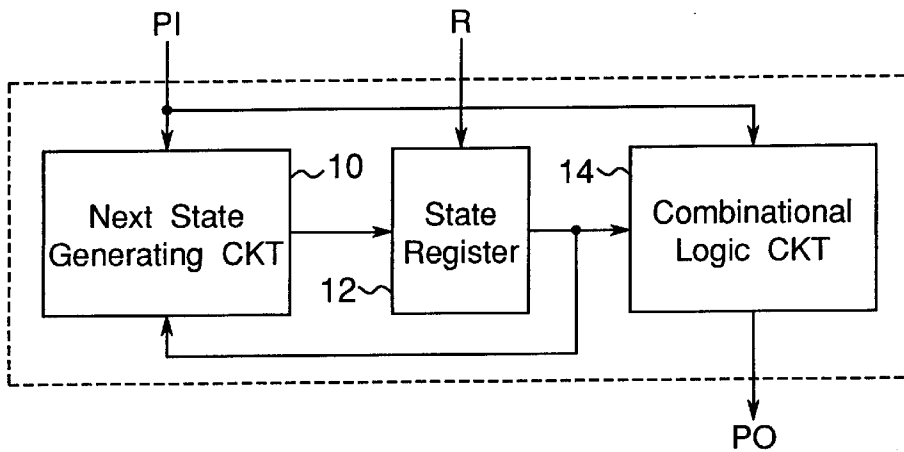 PI
R
10
Next State
Generating CKT
12
State
Register
14
Combinational
Logic CKT
PO